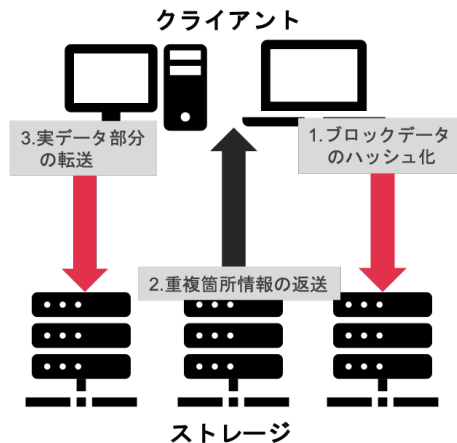 クライアント
3.実データ部分
の転送
1.ブロックデータ
のハッシュ化
2.重複箇所情報の返送
ストレージ